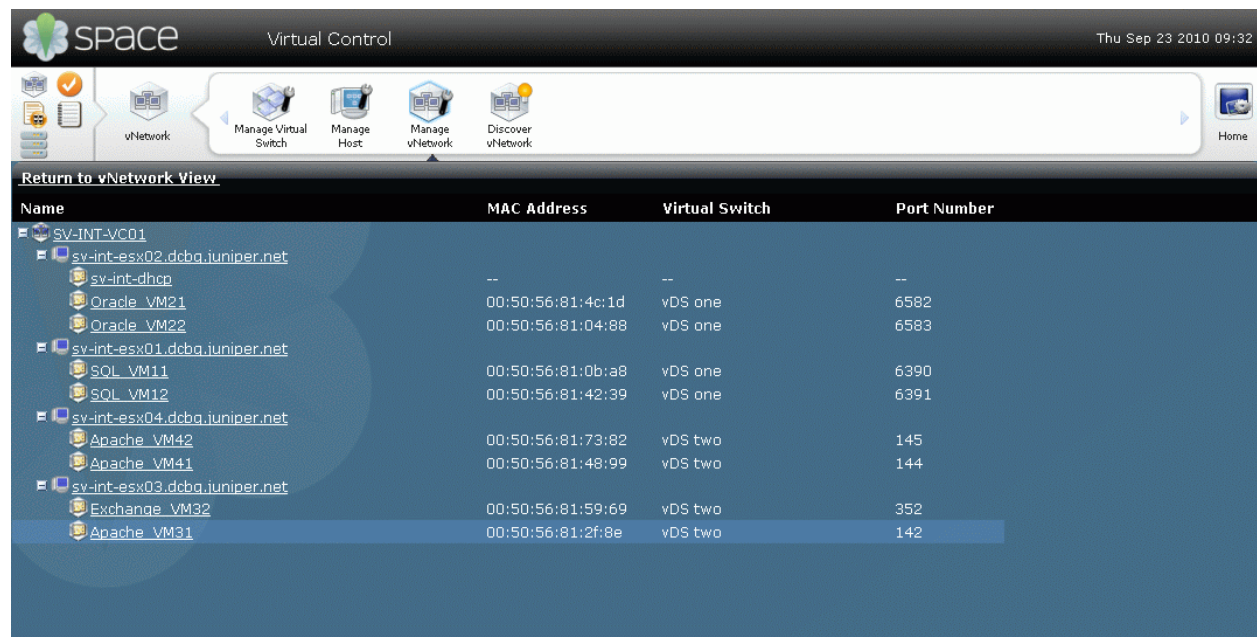 space Virtual Control Thu Sep 23 2010 09:32
vNetwork
Manage Virtual Switch
Manage Host
Manage vNetwork
Discover vNetwork
Home
Return to vNetwork View
Name MAC Address Virtual Switch Port Number
SV-INT-VC01
sv-int-esx02.dcbg.juniper.net
sv-int-dhcp -- -- --
Oracle_VM21 00:50:56:81:4c:1d vDS one 6582
Oracle_VM22 00:50:56:81:04:88 vDS one 6583
sv-int-esx01.dcbg.juniper.net
SQL_VM11 00:50:56:81:0b:a8 vDS one 6390
SQL_VM12 00:50:56:81:42:39 vDS one 6391
sv-int-esx04.dcbg.juniper.net
Apache_VM42 00:50:56:81:73:82 vDS two 145
Apache_VM41 00:50:56:81:48:99 vDS two 144
sv-int-esx03.dcbg.juniper.net
Exchange_VM32 00:50:56:81:59:69 vDS two 352
Apache_VM31 00:50:56:81:2f:8e vDS two 142